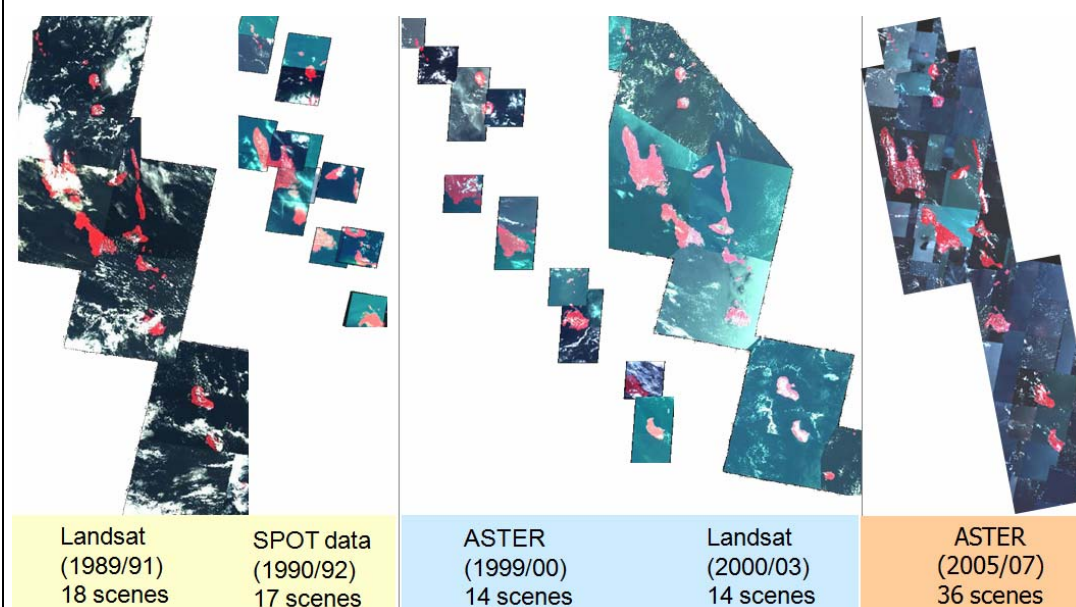 Landsat
(1989/91)
18 scenes
SPOT data
(1990/92)
17 scenes
ASTER
(1999/00)
14 scenes
Landsat
(2000/03)
14 scenes
ASTER
(2005/07)
36 scenes